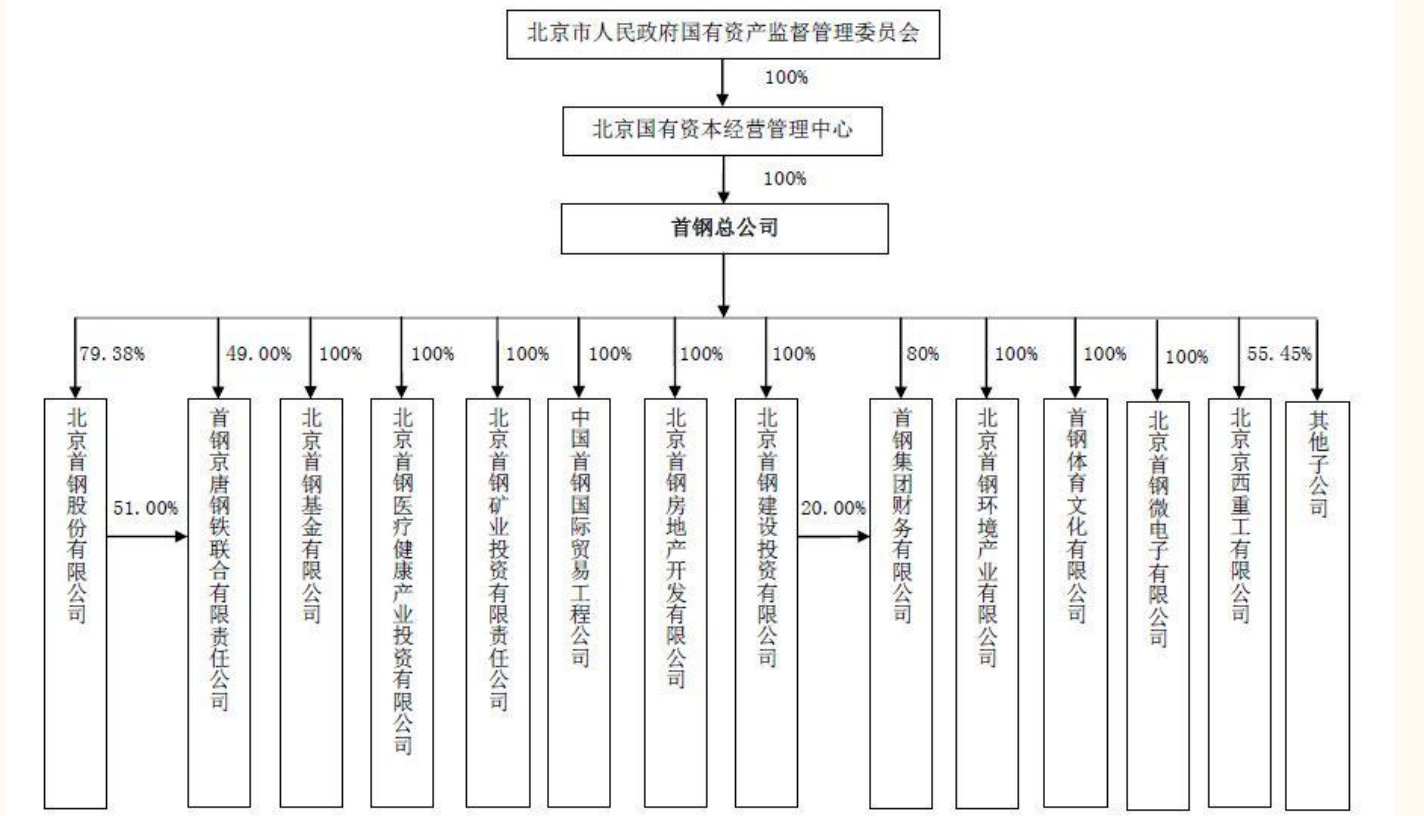 北京市人民政府国有资产监督管理委员会
100%
北京国有资本经营管理中心
100%
首钢总公司
79.38%
49.00%
100%
100%
100%
100%
100%
100%
80%
100%
100%
100%
55.45%
北京首钢股份有限公司
51.00%
首钢京唐钢铁联合有限责任公司
北京首钢基金有限公司
北京首钢医疗健康产业投资有限公司
北京首钢矿业投资有限责任公司
中国首钢国际贸易工程公司
北京首钢房地产开发有限公司
北京首钢建设投资有限公司
20.00%
首钢集团财务有限公司
北京首钢环境产业有限公司
首钢体育文化有限公司
北京首钢微电子有限公司
北京京西重工有限公司
其他子公司